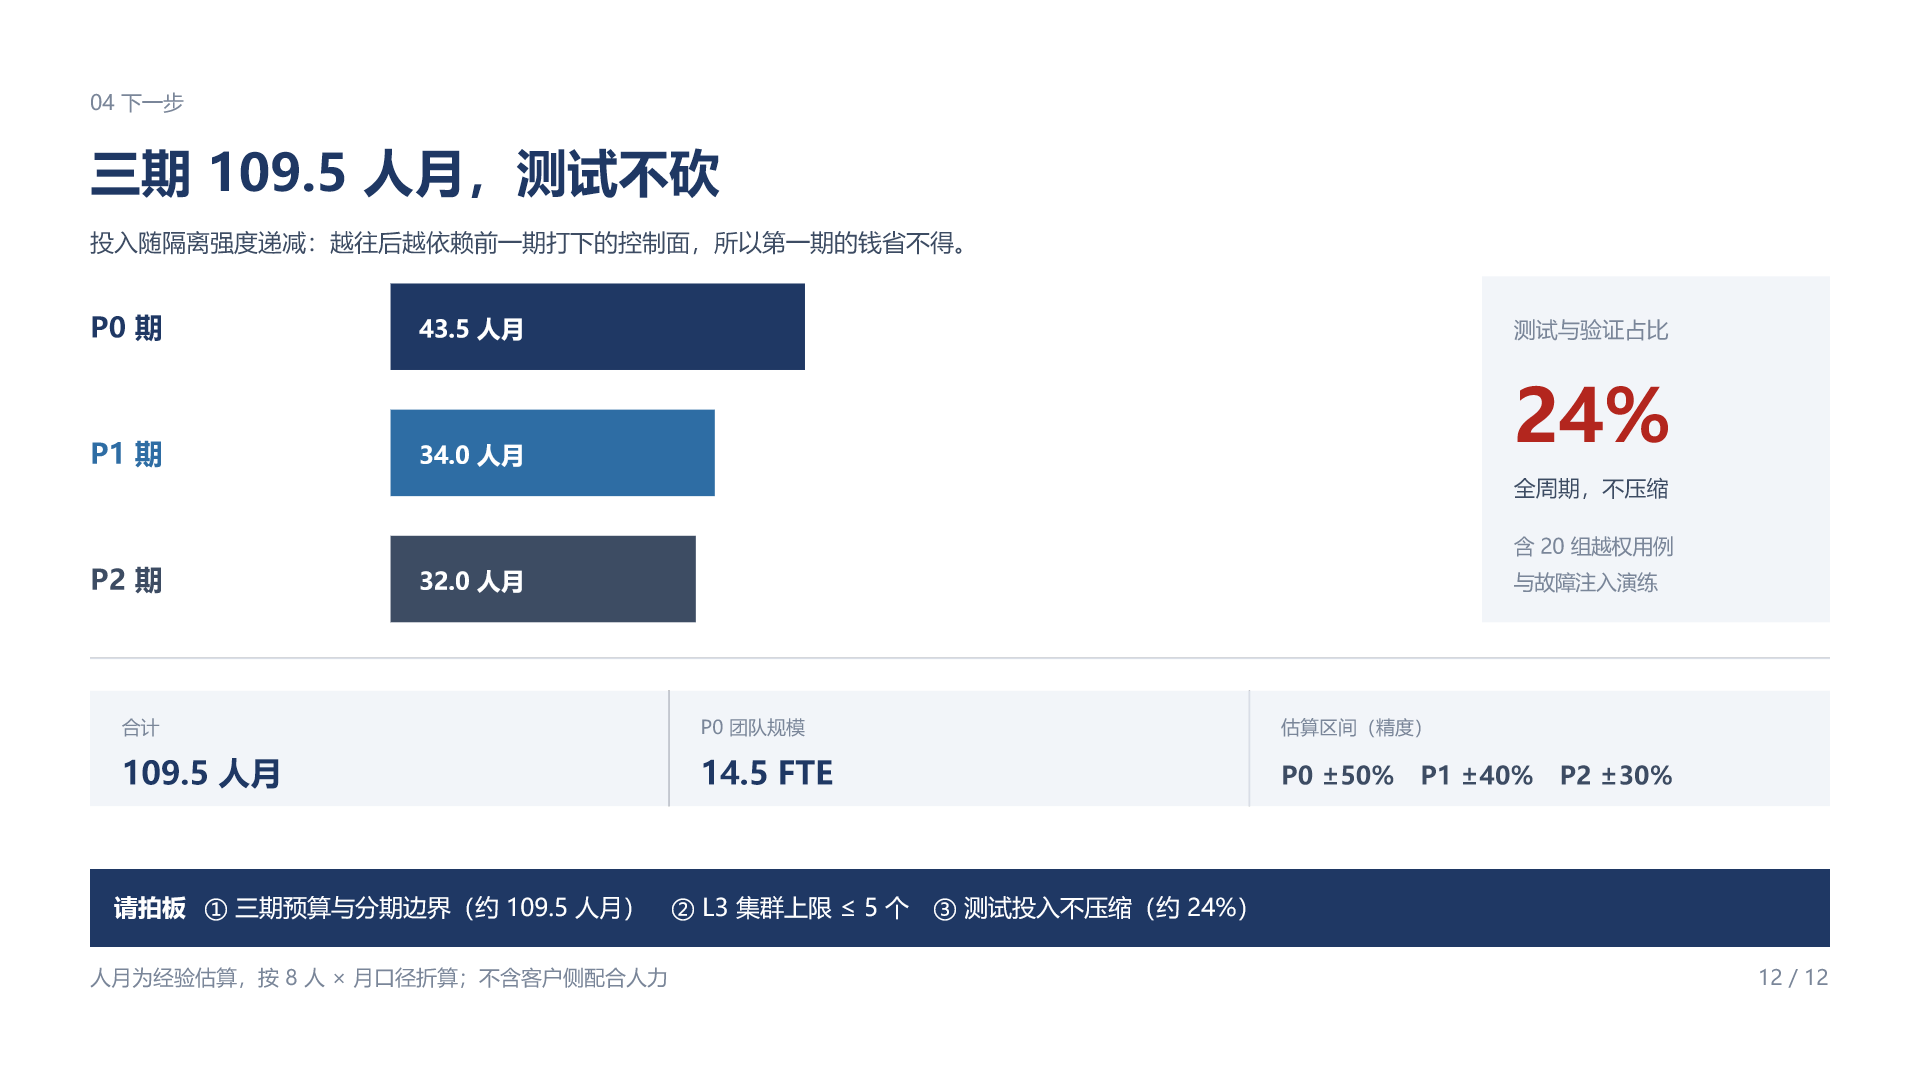 04 下一步
三期 109.5 人月，测试不砍
投入随隔离强度递减：越往后越依赖前一期打下的控制面，所以第一期的钱省不得。
P0 期
43.5 人月
P1 期
34.0 人月
P2 期
32.0 人月
测试与验证占比
24%
全周期，不压缩
含 20 组越权用例
与故障注入演练
合计
109.5 人月
P0 团队规模
14.5 FTE
估算区间（精度）
P0 ±50% P1 ±40% P2 ±30%
请拍板 ① 三期预算与分期边界（约 109.5 人月） ② L3 集群上限 ≤ 5 个 ③ 测试投入不压缩（约 24%）
人月为经验估算，按 8 人 × 月口径折算；不含客户侧配合人力
12 / 12